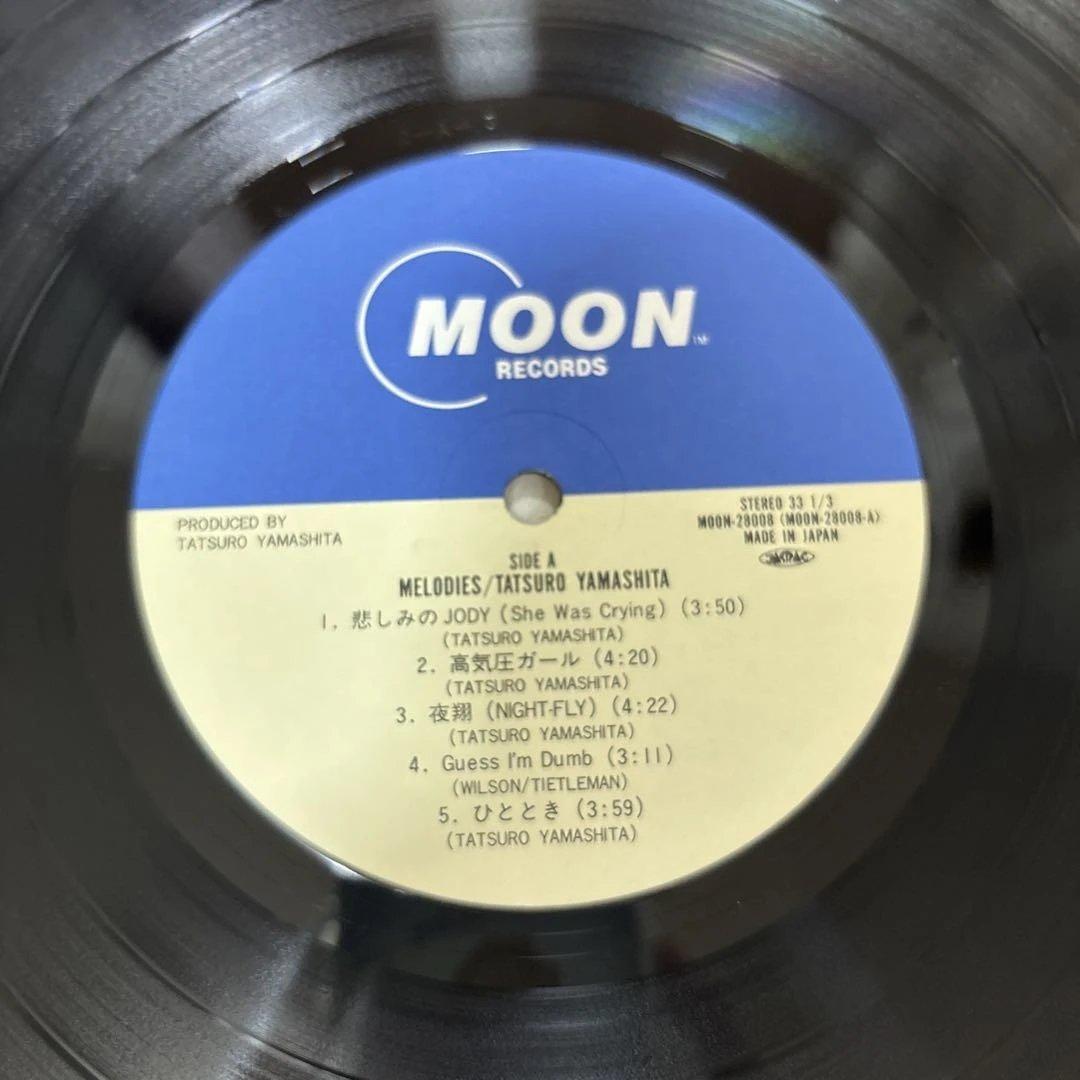 MOON™
RECORDS
PRODUCED BY
TATSURO YAMASHITA
STEREO 33 1/3
MOON-28008 (MOON-28008-A)
MADE IN JAPAN
JASRAC
SIDE A
MELODIES/TATSURO YAMASHITA
1. 悲しみのJODY (She Was Crying) (3:50)
(TATSURO YAMASHITA)
2. 高気圧ガール (4:20)
(TATSURO YAMASHITA)
3. 夜翔 (NIGHT-FLY) (4:22)
(TATSURO YAMASHITA)
4. Guess I'm Dumb (3:11)
(WILSON/TIETLEMAN)
5. ひととき (3:59)
(TATSURO YAMASHITA)